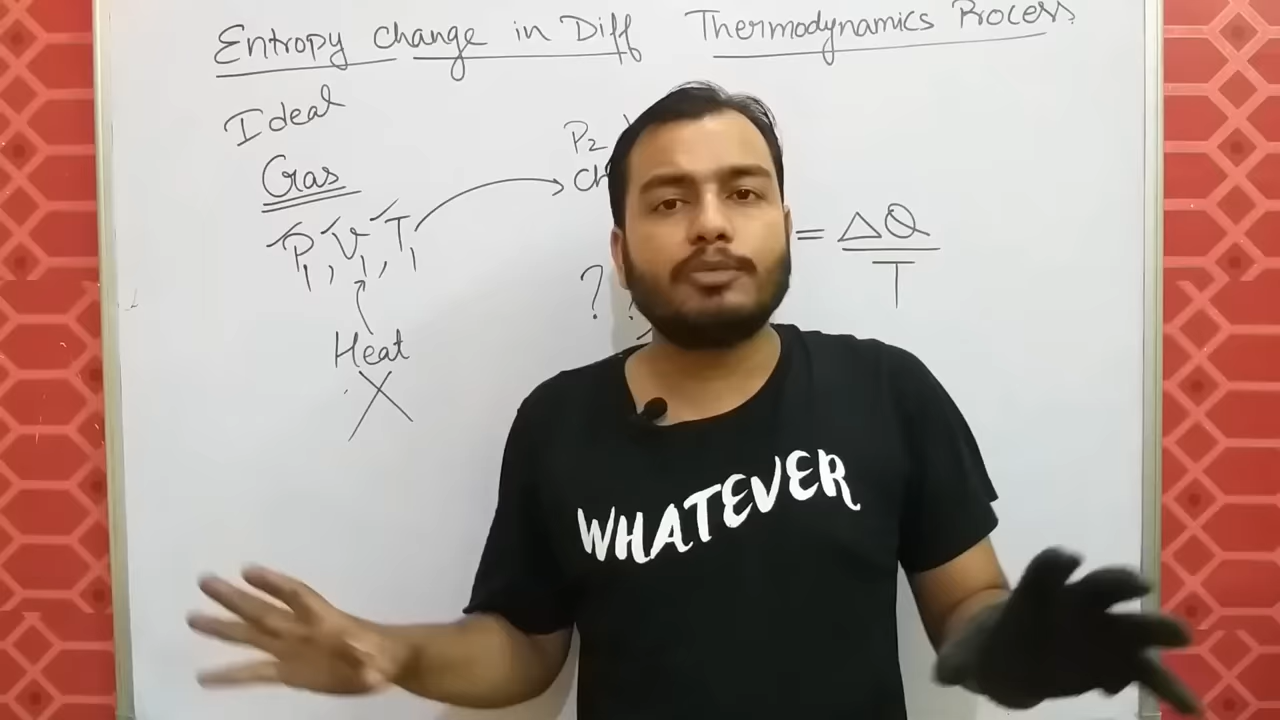 Entropy change in Diff Thermodynamics Process
Ideal
Gas
P₁, V₁, T₁
P₂
= ΔQ
T
? ?
Heat
X
WHATEVER